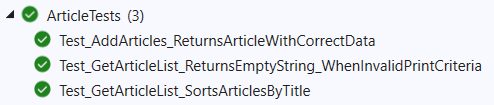 ArticleTests (3)
Test_AddArticles_ReturnsArticleWithCorrectData
Test_GetArticleList_ReturnsEmptyString_WhenInvalidPrintCriteria
Test_GetArticleList_SortsArticlesByTitle